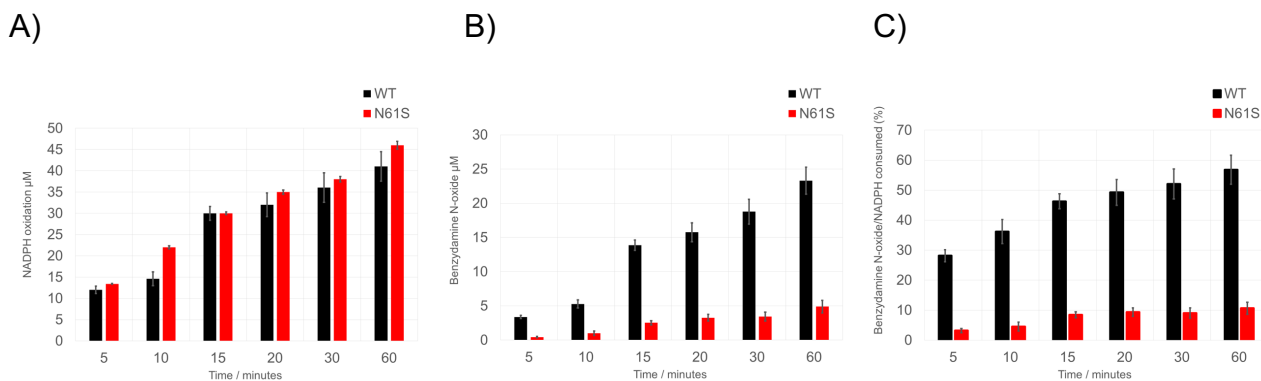 A)
B)
C)
WT
N61S
50
45
40
35
30
25
20
15
10
5
0
NADPH oxidation µM
5 10 15 20 30 60
Time / minutes
WT
N61S
30
25
20
15
10
5
0
Benzydamine N-oxide µM
5 10 15 20 30 60
Time / minutes
WT
N61S
70
60
50
40
30
20
10
0
Benzydamine N-oxide/NADPH consumed (%)
5 10 15 20 30 60
Time / minutes